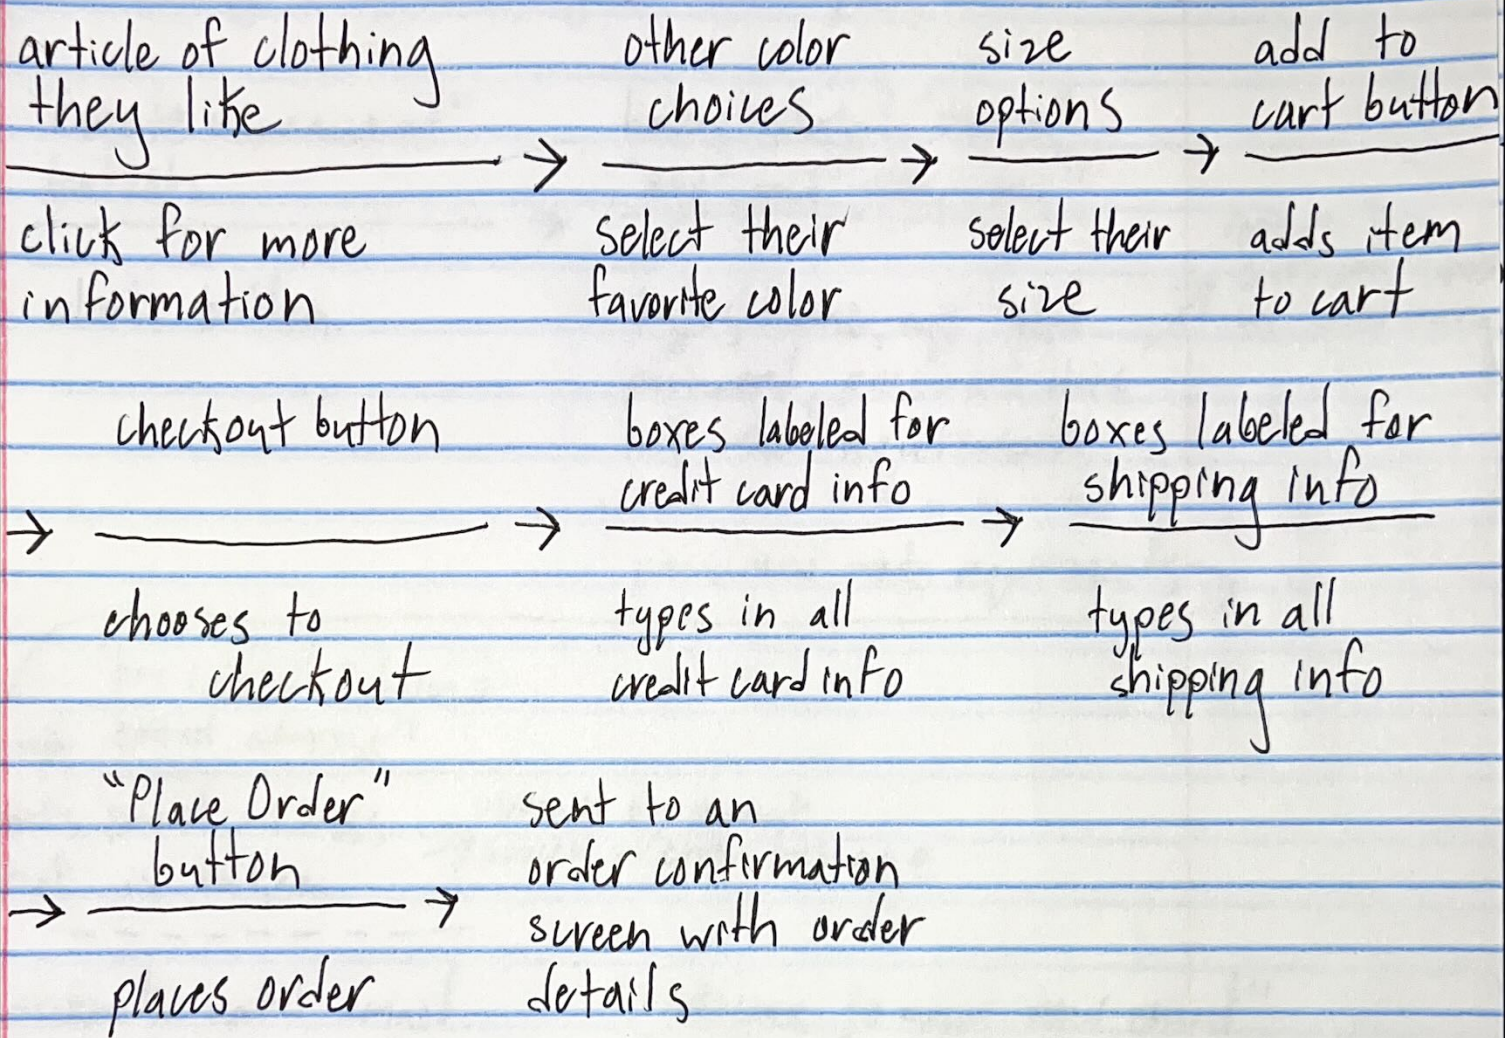 article of clothing
they like
click for more
information
→
other color
choices
select their
favorite color
→
size
options
select their
size
→
add to
cart button
adds item
to cart
→
checkout button
chooses to
checkout
→
boxes labeled for
credit card info
types in all
credit card info
→
boxes labeled for
shipping info
types in all
shipping info
→
"Place Order"
button
places order
→
sent to an
order confirmation
screen with order
details